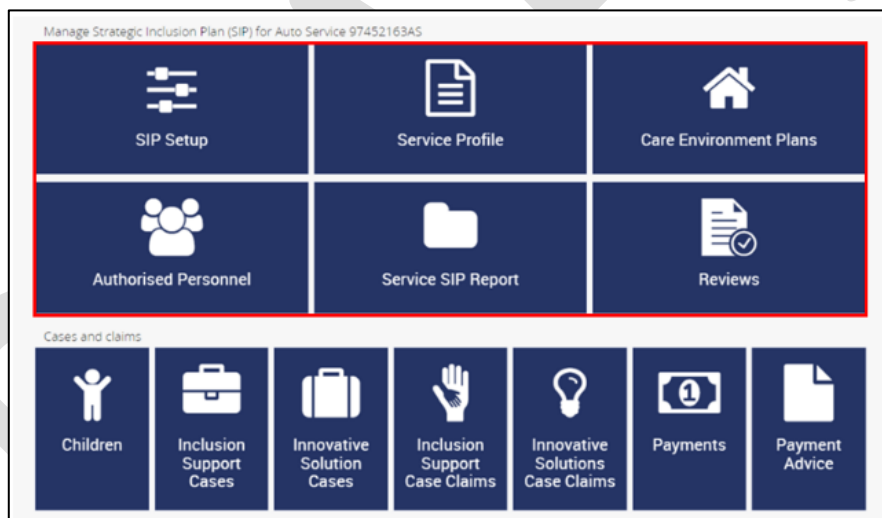 Manage Strategic Inclusion Plan (SIP) for Auto Service 97452163AS
SIP Setup
Service Profile
Care Environment Plans
Authorised Personnel
Service SIP Report
Reviews
Cases and claims
Children
Inclusion
Support
Cases
Innovative
Solution
Cases
Inclusion
Support
Case Claims
Innovative
Solutions
Case Claims
1
Payments
Payment
Advice